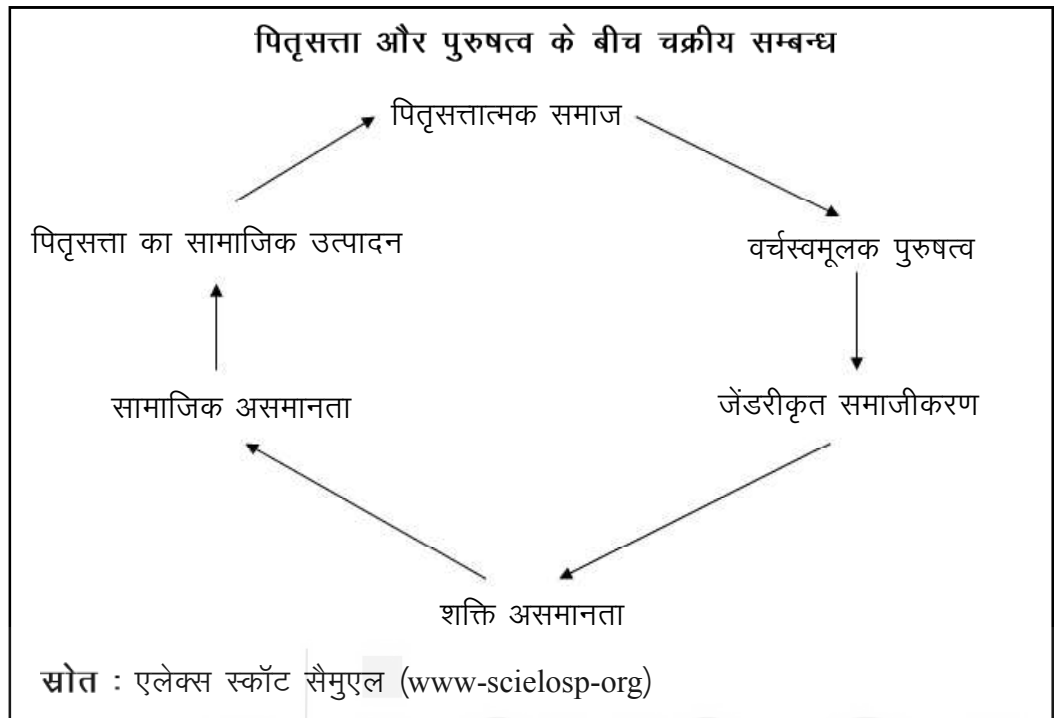 पितृसत्ता और पुरुषत्व के बीच चक्रीय सम्बन्ध
पितृसत्तात्मक समाज
पितृसत्ता का सामाजिक उत्पादन
वर्चस्वमूलक पुरुषत्व
सामाजिक असमानता
जेंडरीकृत समाजीकरण
शक्ति असमानता
स्रोत : एलेक्स स्कॉट सैमुएल (www-scielosp-org)